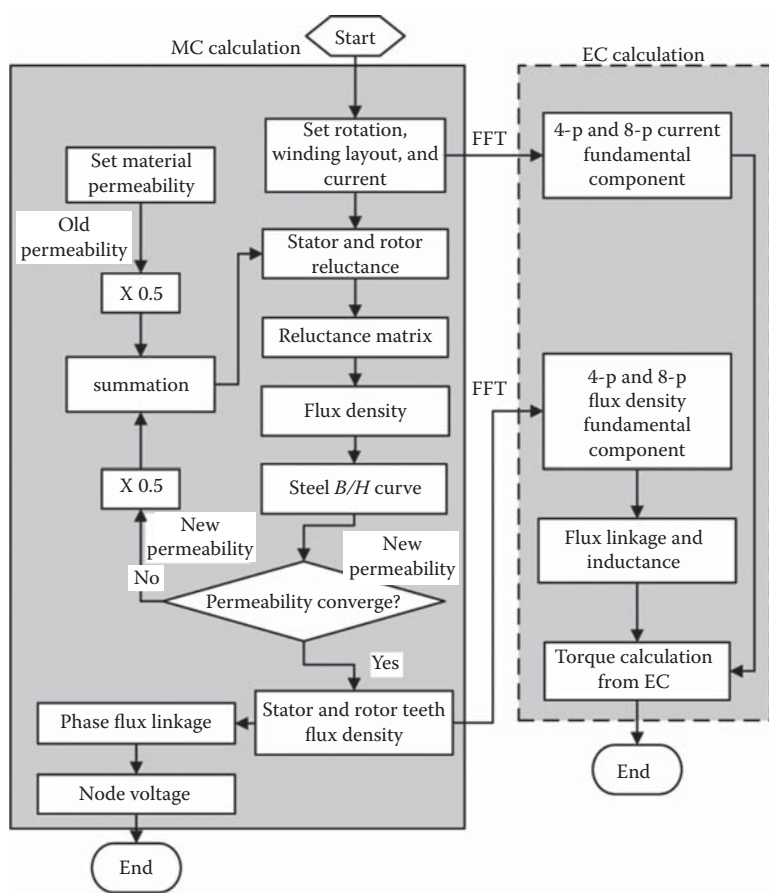 Start
MC calculation
EC calculation
Set rotation,
winding layout, and
current
FFT
4-p and 8-p current
fundamental
component
Set material
permeability
Old
permeability
Stator and rotor
reluctance
X 0.5
Reluctance matrix
summation
Flux density
FFT
4-p and 8-p
flux density
fundamental
component
X 0.5
Steel B/H curve
New
permeability
New
permeability
Flux linkage and
inductance
No
Permeability converge?
Yes
Torque calculation
from EC
Stator and rotor teeth
flux density
Phase flux linkage
Node voltage
End
End